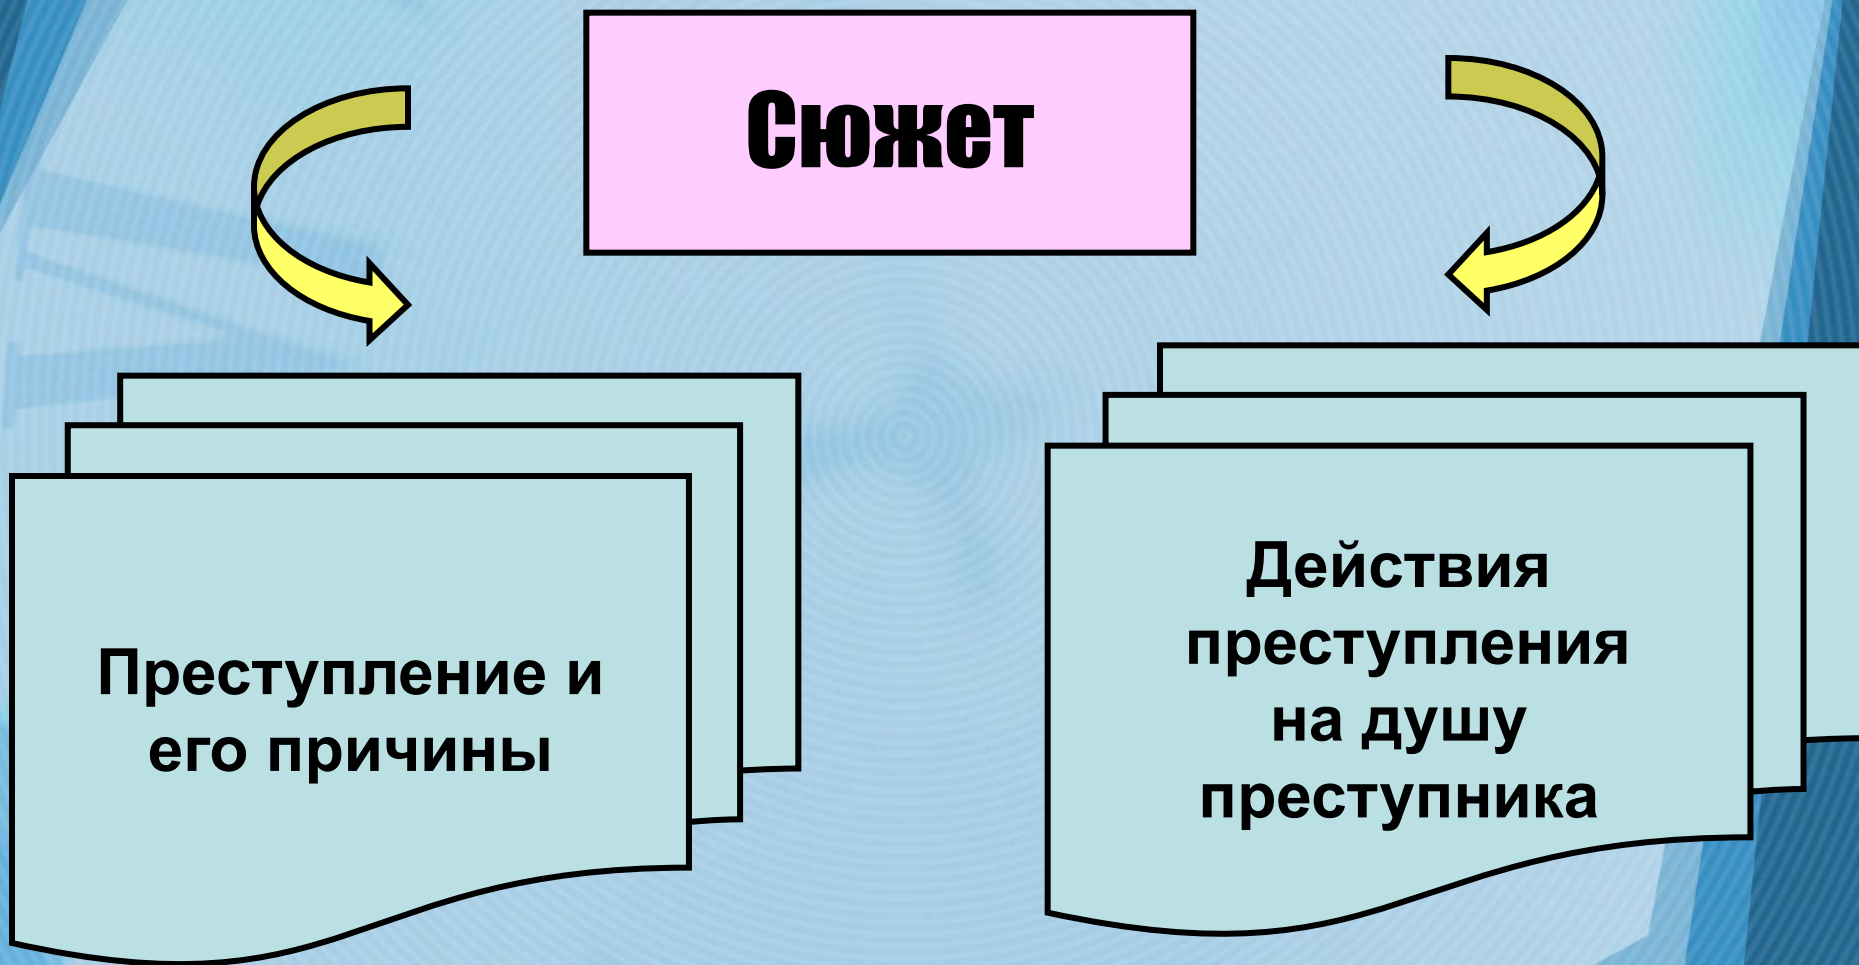 Сюжет
Преступление и
его причины
Действия
преступления
на душу
преступника